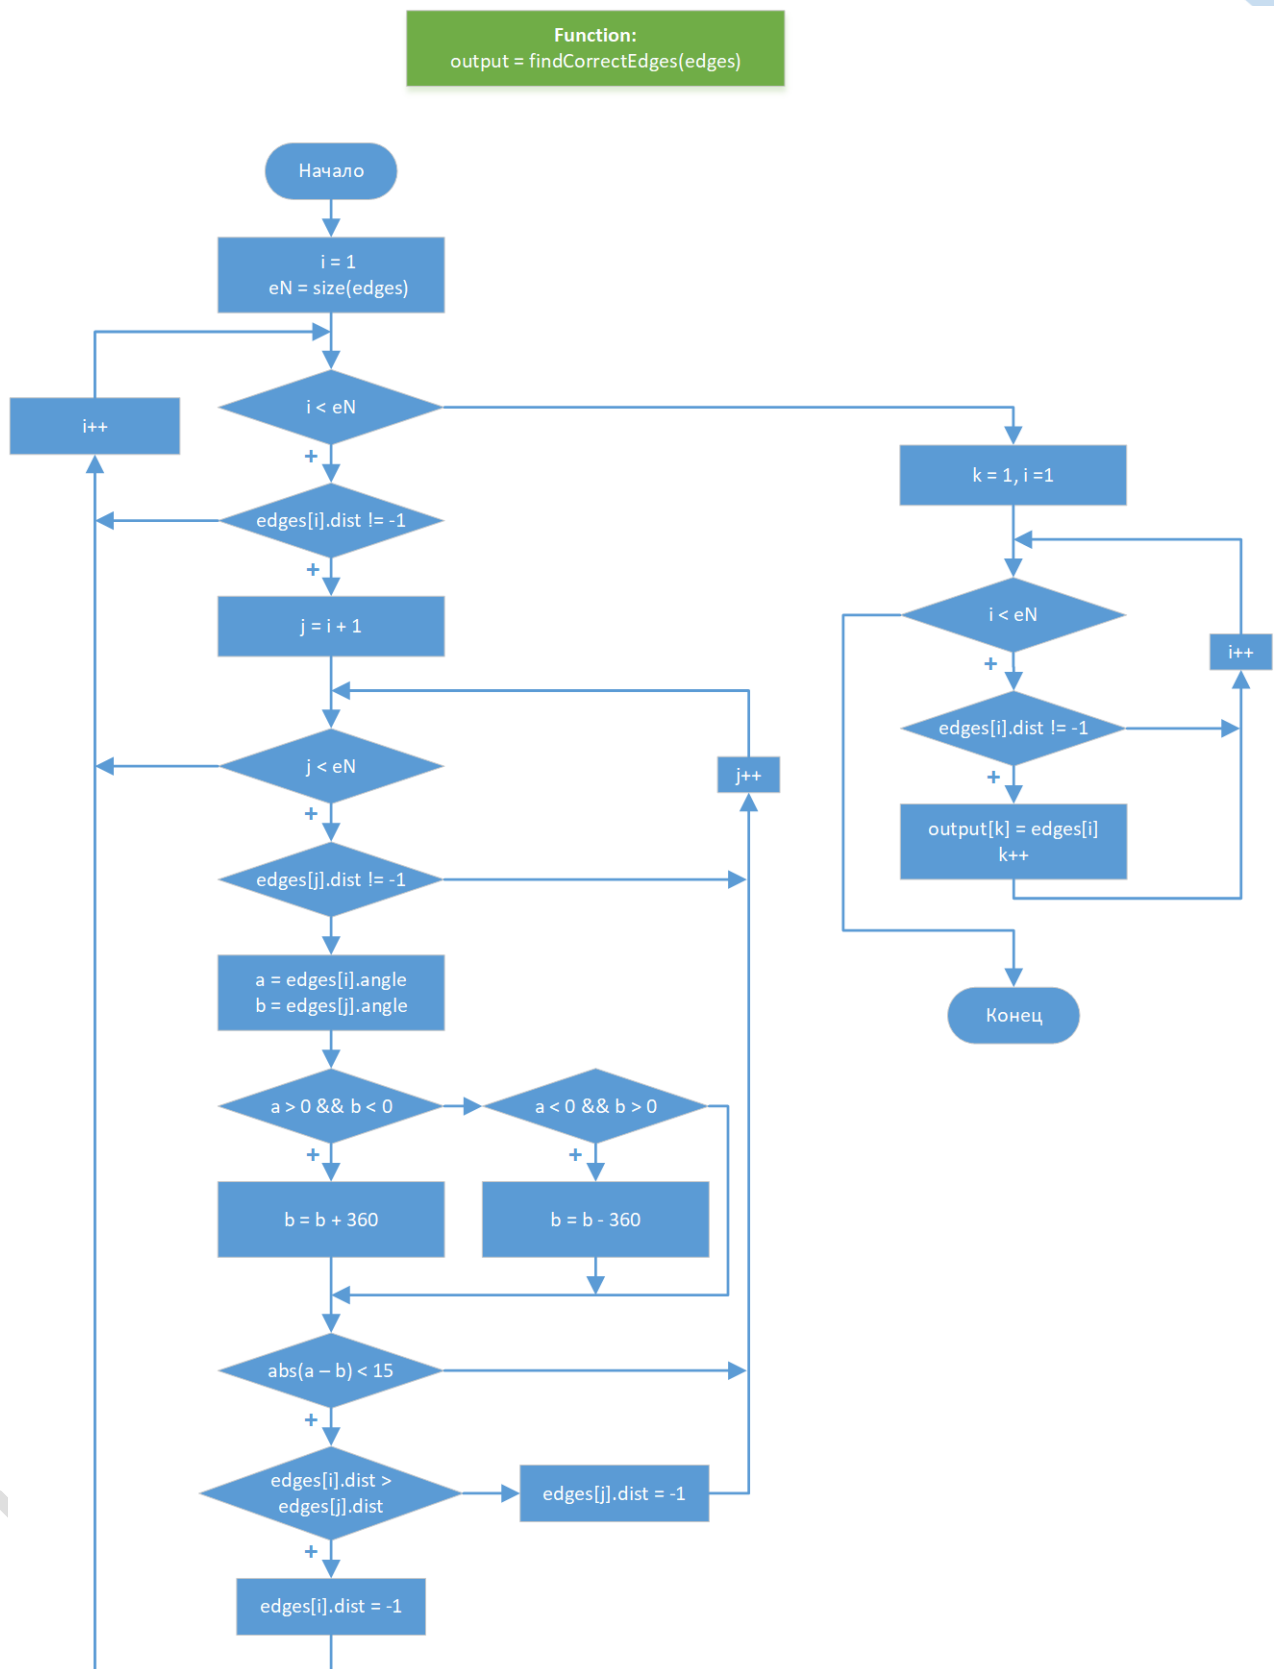 Function:
output = findCorrectEdges(edges)
Начало
i = 1
eN = size(edges)
i < eN
+
i++
edges[i].dist != -1
+
j = i + 1
j < eN
+
j++
edges[j].dist != -1
a = edges[i].angle
b = edges[j].angle
a > 0 && b < 0
+
a < 0 && b > 0
+
b = b + 360
b = b - 360
abs(a – b) < 15
+
edges[i].dist >
edges[j].dist
+
edges[j].dist = -1
edges[i].dist = -1
k = 1, i =1
i < eN
+
i++
edges[i].dist != -1
+
output[k] = edges[i]
k++
Конец